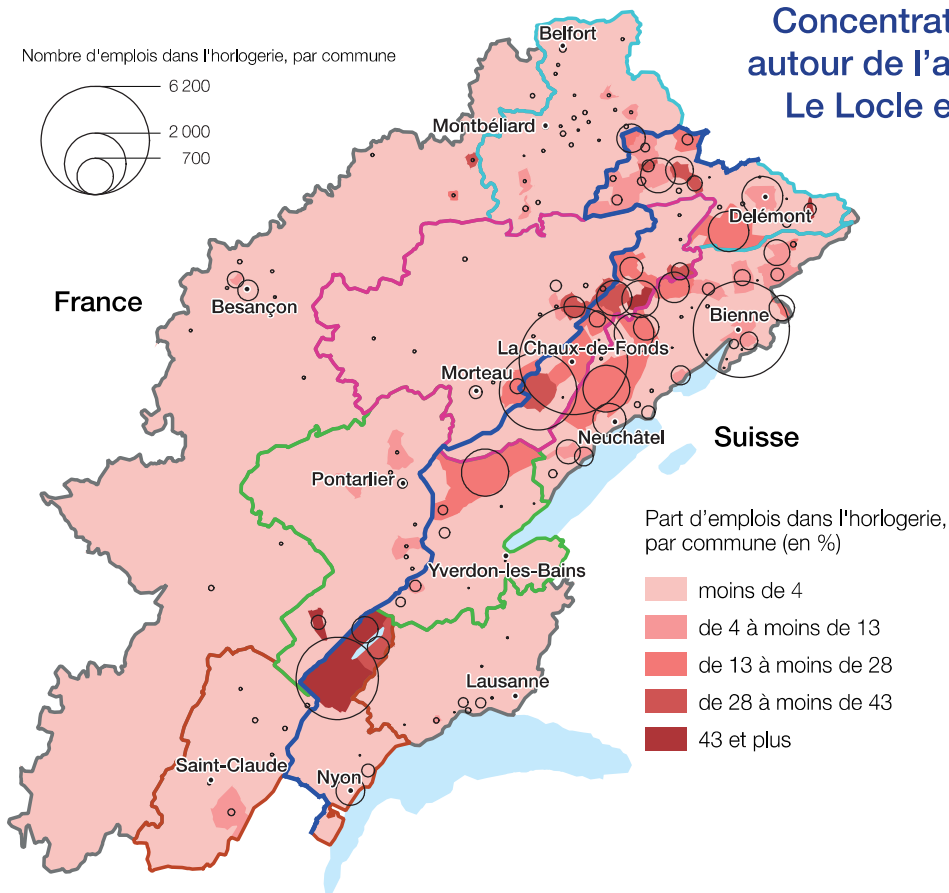 Concentrat
autour de l'a
Le Locle e
Nombre d'emplois dans l'horlogerie, par commune
6 200
2 000
700
Belfort
Montbéliard
Delémont
France
Besançon
Bienne
La Chaux-de-Fonds
Morteau
Neuchâtel
Suisse
Pontarlier
Yverdon-les-Bains
Lausanne
Saint-Claude
Nyon
Part d'emplois dans l'horlogerie,
par commune (en %)
moins de 4
de 4 à moins de 13
de 13 à moins de 28
de 28 à moins de 43
43 et plus